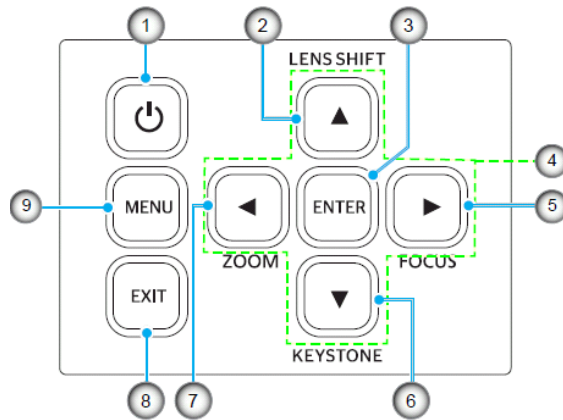 1 2 3
LENS SHIFT
4
9 MENU ENTER 5
ZOOM FOCUS
EXIT
KEYSTONE
8 7 6